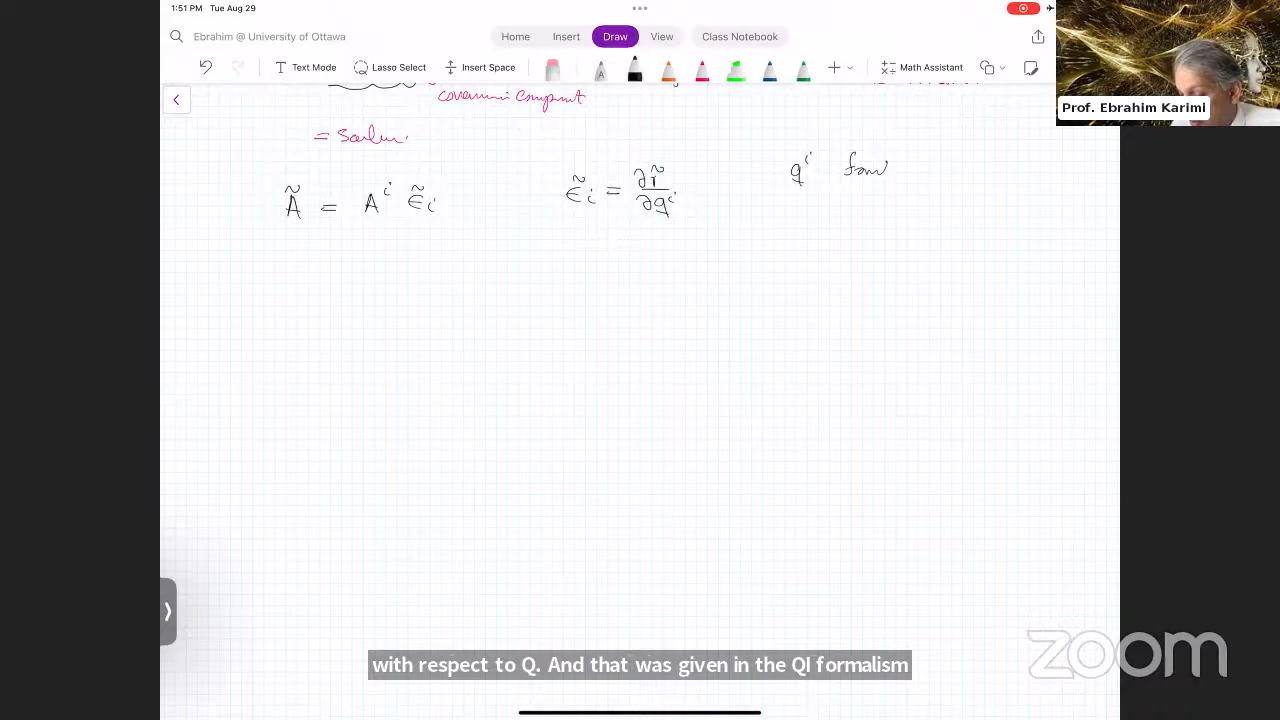 1:51 PM Tue Aug 29
Ebrahim @ University of Ottawa
Home Insert Draw View Class Notebook
Text Mode Lasso Select Insert Space Math Assistant
Prof. Ebrahim Karimi
= Scalar
q^i form
Ã = A^i ε̃_i ε̃_i = ∂r̃/∂q^i
with respect to Q. And that was given in the QI formalism
zoom